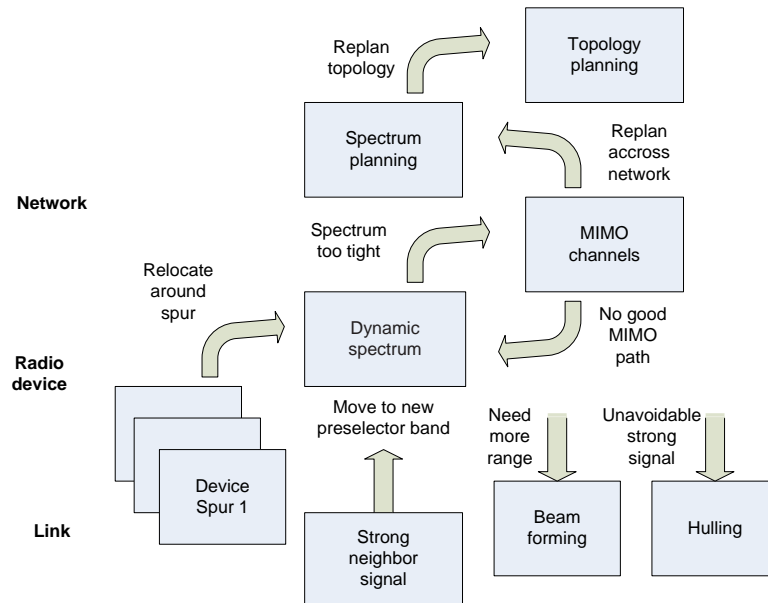 Replan
topology
Topology
planning
Spectrum
planning
Replan
accross
network
Network
Spectrum
too tight
MIMO
channels
Relocate
around
spur
Dynamic
spectrum
No good
MIMO
path
Radio
device
Move to new
preselector band
Need
more
range
Unavoidable
strong
signal
Device
Spur 1
Link
Strong
neighbor
signal
Beam
forming
Hulling